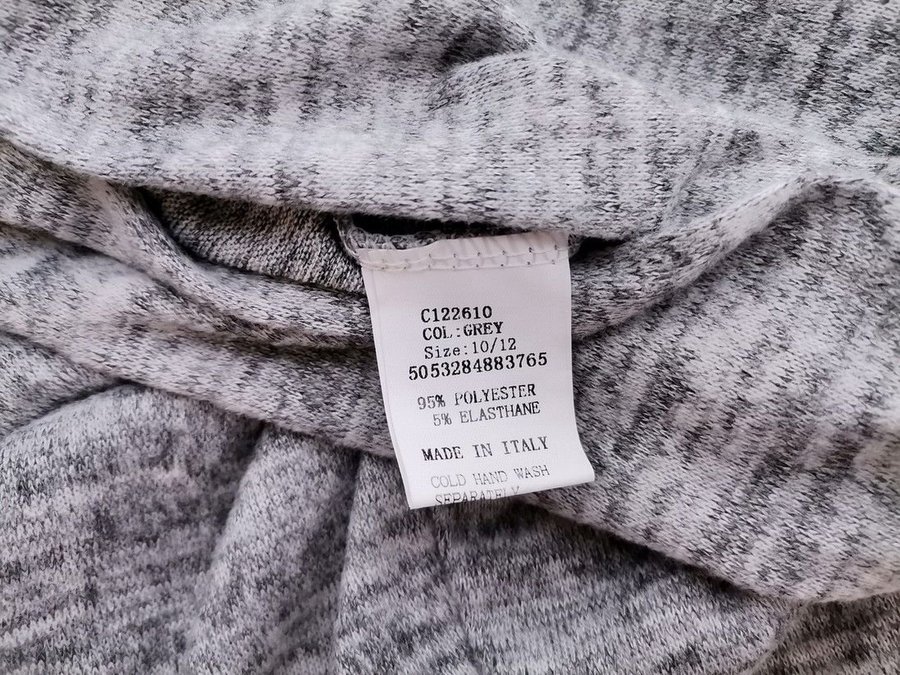 C122610
COL:GREY
Size:10/12
5053284883765
95% POLYESTER
5% ELASTHANE
MADE IN ITALY
COLD HAND WASH
SEPARATELY